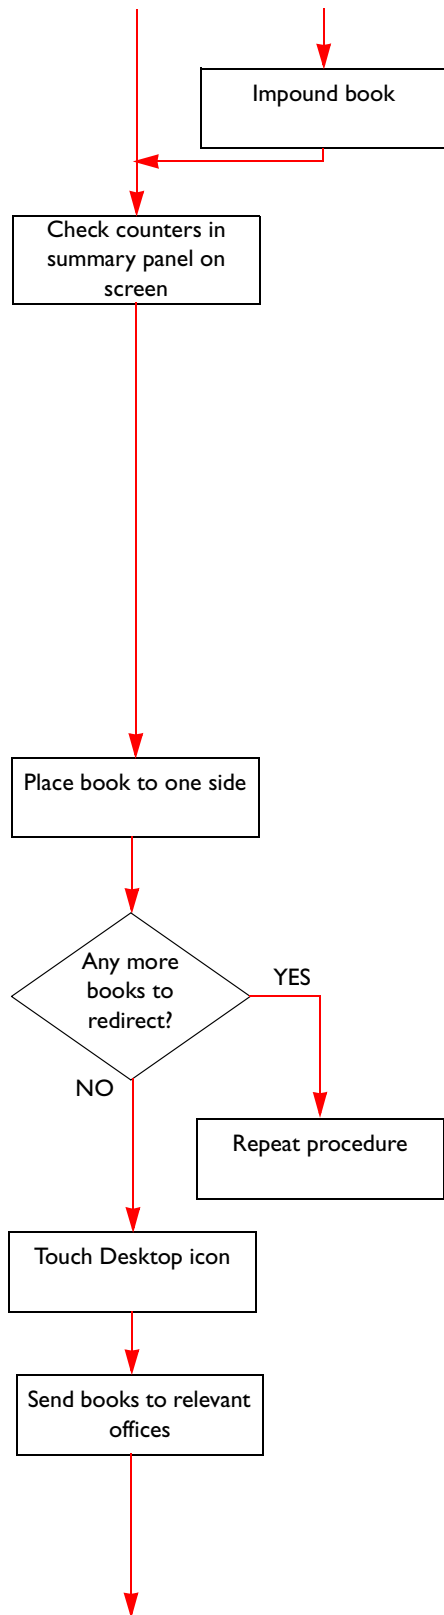 Impound book
Check counters in
summary panel on
screen
Place book to one side
Any more
books to
redirect?
YES
NO
Repeat procedure
Touch Desktop icon
Send books to relevant
offices